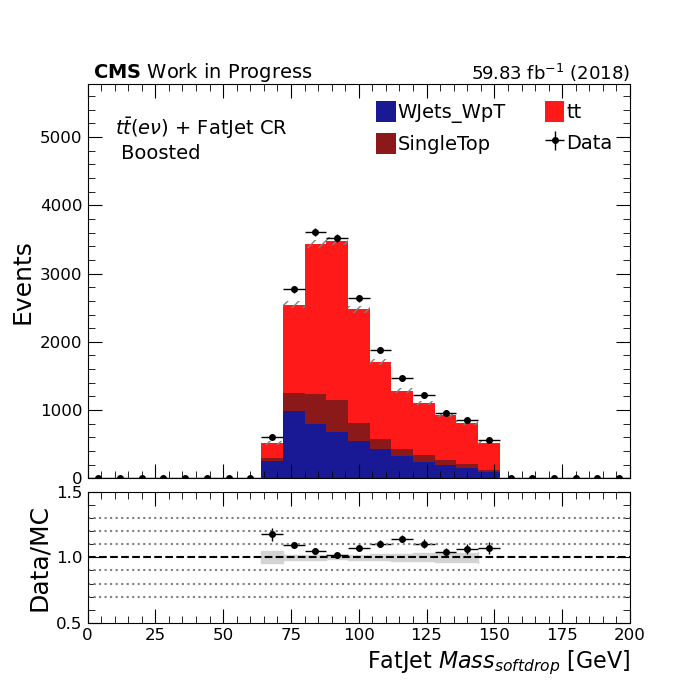 CMS Work in Progress 59.83 fb⁻¹ (2018)
tt̄(eν) + FatJet CR
Boosted
WJets_WpT tt
SingleTop Data
Events
5000
4000
3000
2000
1000
0
Data/MC
1.5
1.0
0.5
0 25 50 75 100 125 150 175 200
FatJet Mass_softdrop [GeV]